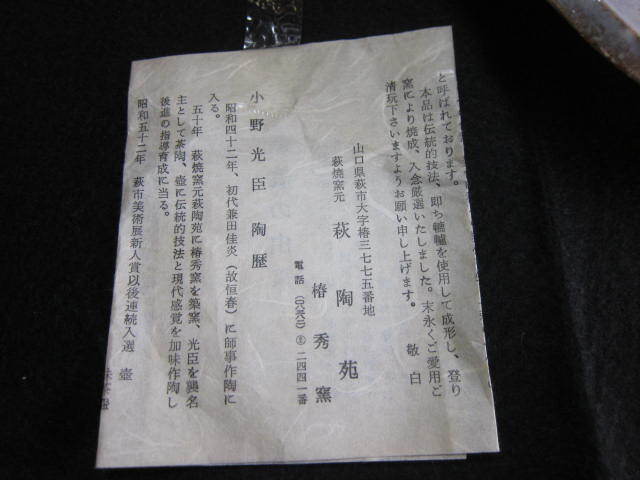 と呼ばれております。
本品は伝統的技法、即ち轆轤を使用して成形し、登り
窯により焼成、入念厳選いたしました。末永くご愛用ご
清玩下さいますようお願い申し上げます。
敬白
山口県萩市大字椿三七七五番地
萩焼窯元
萩陶苑
椿秀窯
二四四一番
小野光臣陶歴
昭和四十二年、初代兼田佳炎(故恒春)に師事作陶に
入る。
五十年 萩焼窯元萩陶苑に椿秀窯を築窯、光臣を襲名
主として茶陶、壺に伝統的技法と現代感覚を加味作陶し
後進の指導育成に当る。
昭和五十二年 萩市美術展新人賞以後連続入選 壺